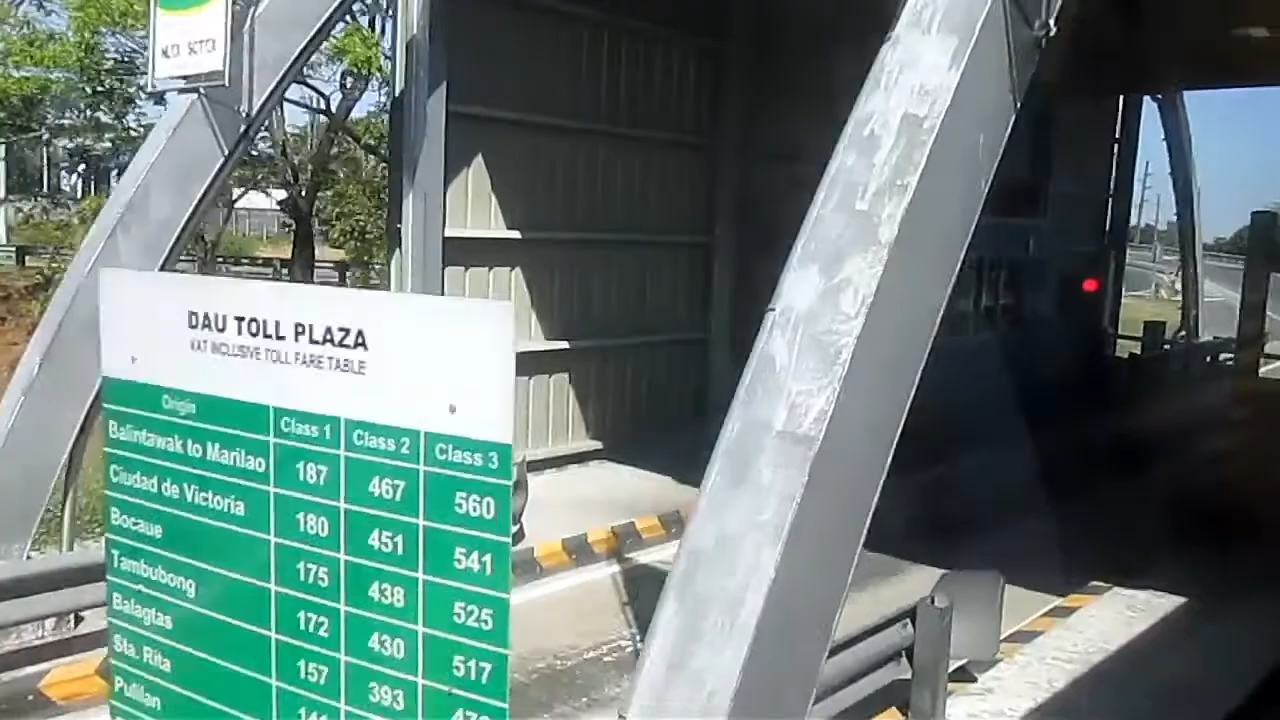 NLEX SCTEX
DAU TOLL PLAZA
VAT INCLUSIVE TOLL FARE TABLE
Origin Class 1 Class 2 Class 3
Balintawak to Marilao 187 467 560
Ciudad de Victoria 180 451 541
Bocaue 175 438 525
Tambubong 172 430 517
Balagtas 157 393
Sta. Rita
Pulilan